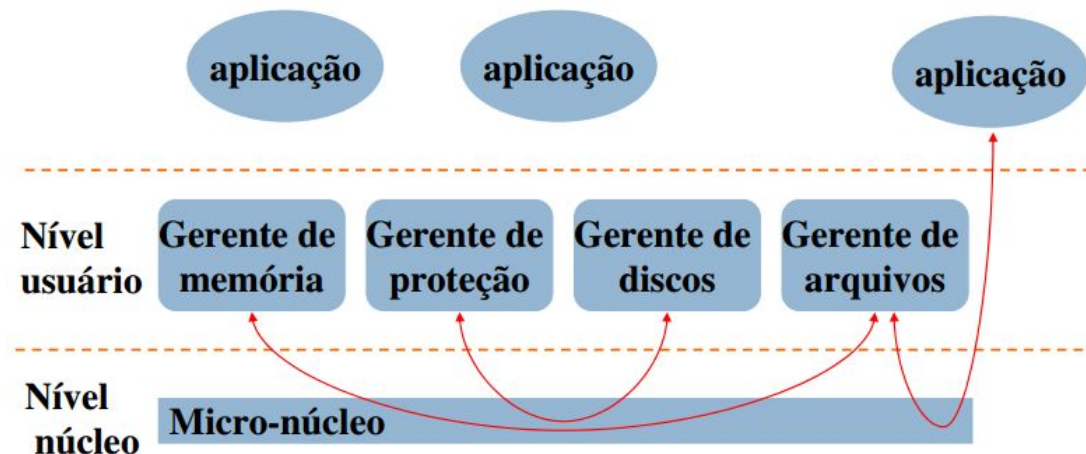 aplicação
aplicação
aplicação
Nível
usuário
Gerente de
memória
Gerente de
proteção
Gerente de
discos
Gerente de
arquivos
Nível
núcleo
Micro-núcleo